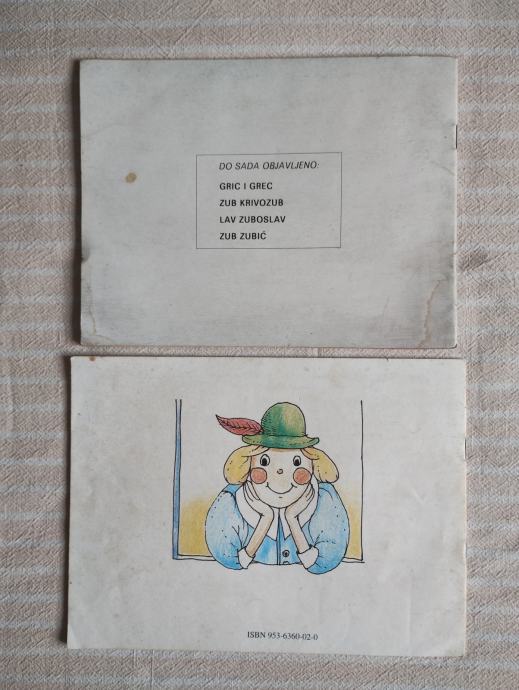 DO SADA OBJAVLJENO:
GRIC I GREC
ZUB KRIVOZUB
LAV ZUBOSLAV
ZUB ZUBIĆ
ISBN 953-6360-02-0